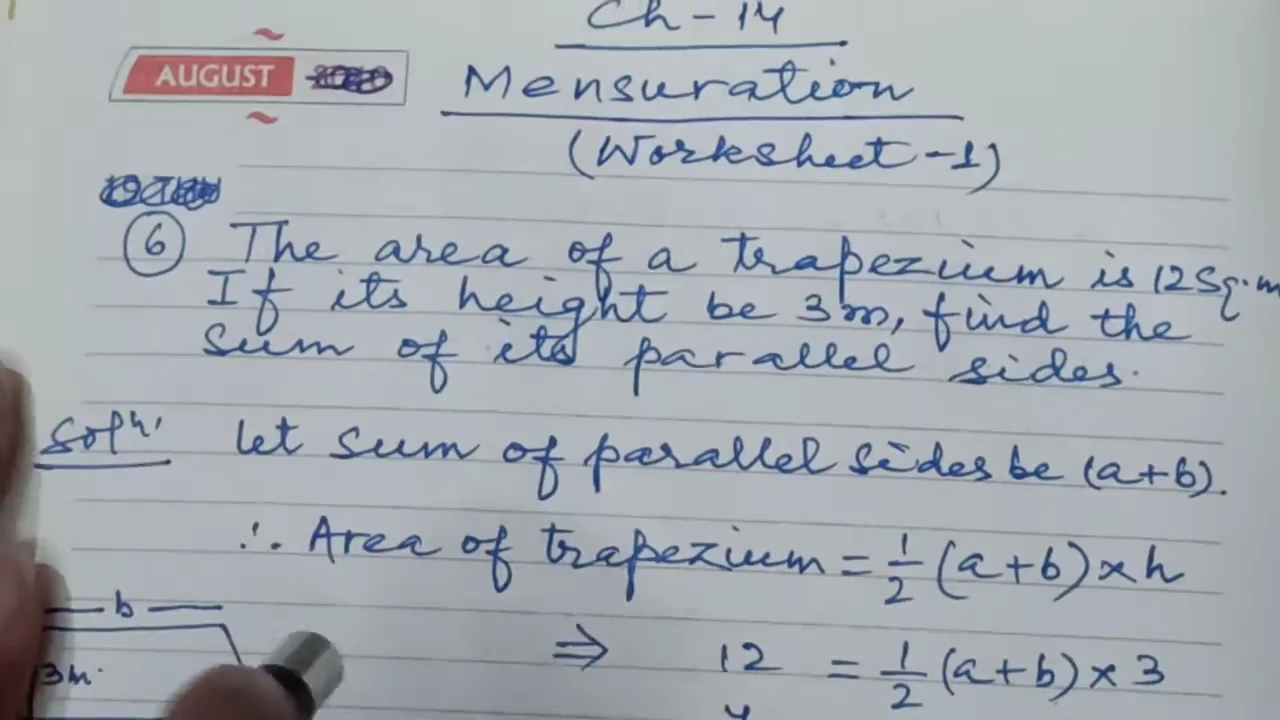 Ch-14
AUGUST
Mensuration
(Worksheet-1)
6 The area of a trapezium is 12 Sq.m
If its height be 3m, find the
sum of its parallel sides.
Solⁿ. let sum of parallel sides be (a+b).
∴ Area of trapezium = 1/2 (a+b) × h
b
⇒ 12 = 1/2 (a+b) × 3
3m.
4